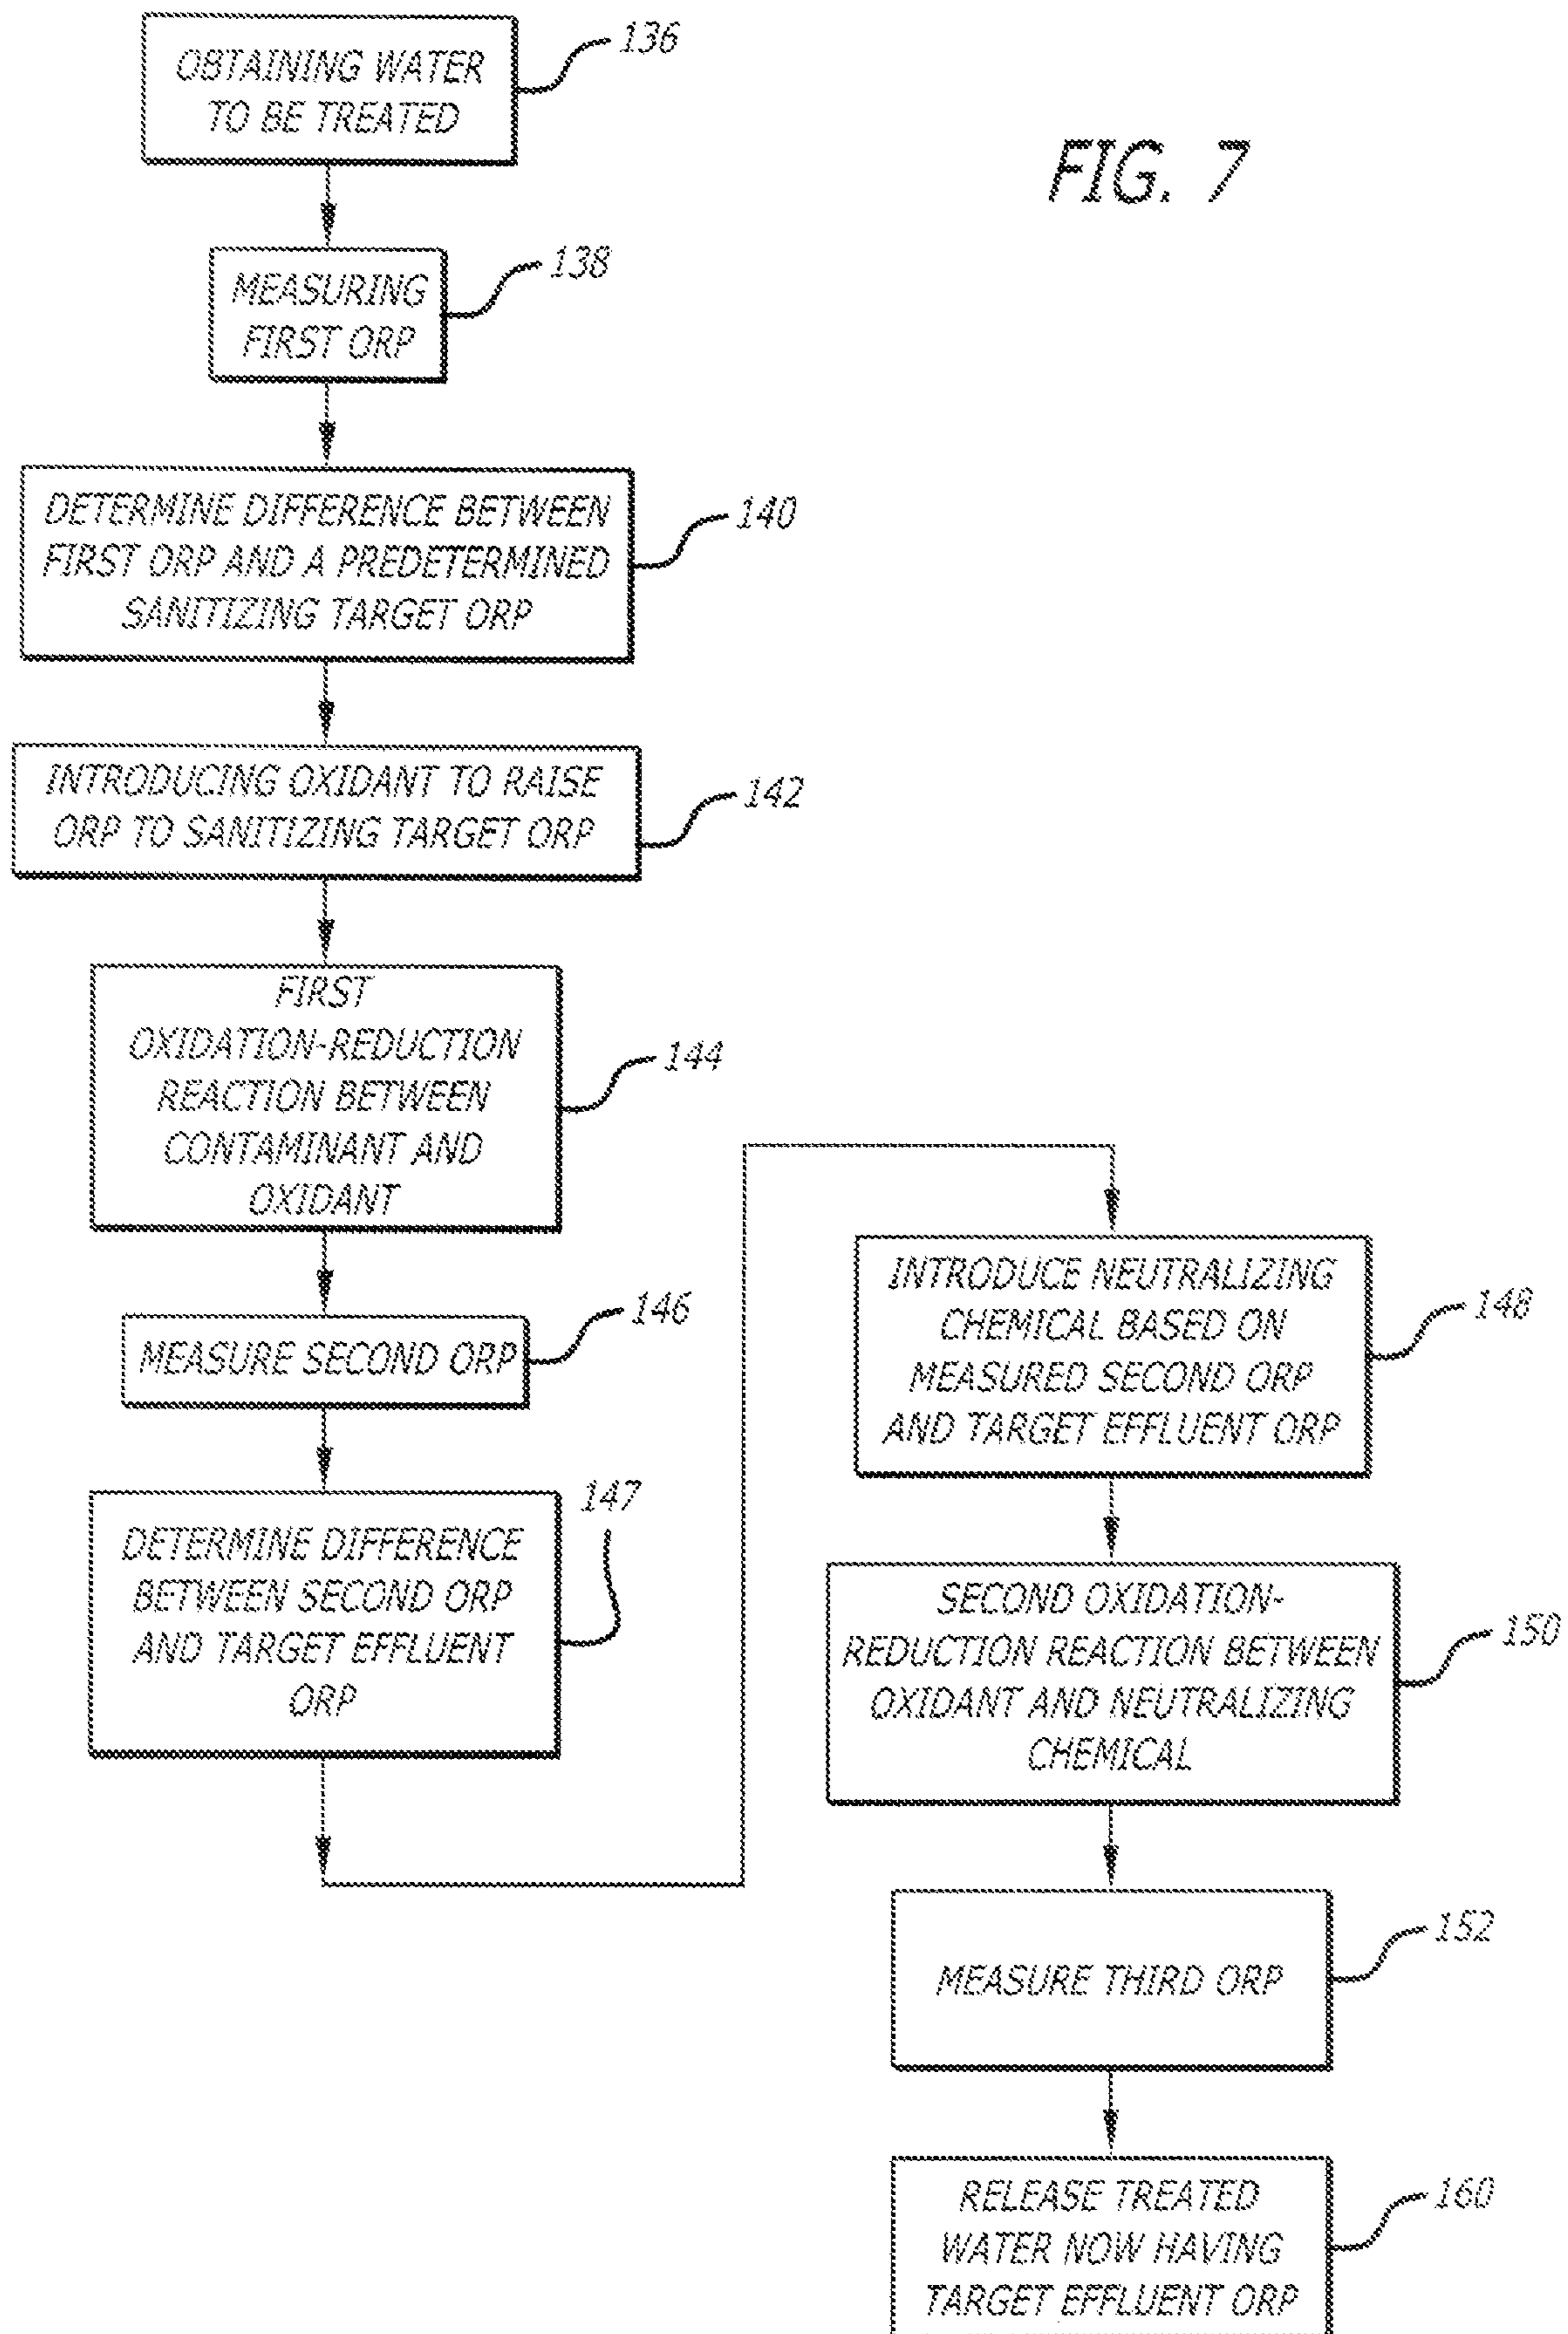 OBTAINING WATER
TO BE TREATED
136
FIG. 7
MEASURING
FIRST ORP
138
DETERMINE DIFFERENCE BETWEEN
FIRST ORP AND A PREDETERMINED
SANITIZING TARGET ORP
140
INTRODUCING OXIDANT TO RAISE
ORP TO SANITIZING TARGET ORP
142
FIRST
OXIDATION-REDUCTION
REACTION BETWEEN
CONTAMINANT AND
OXIDANT
144
MEASURE SECOND ORP
146
DETERMINE DIFFERENCE
BETWEEN SECOND ORP
AND TARGET EFFLUENT
ORP
147
INTRODUCE NEUTRALIZING
CHEMICAL BASED ON
MEASURED SECOND ORP
AND TARGET EFFLUENT ORP
148
SECOND OXIDATION-
REDUCTION REACTION BETWEEN
OXIDANT AND NEUTRALIZING
CHEMICAL
150
MEASURE THIRD ORP
152
RELEASE TREATED
WATER NOW HAVING
TARGET EFFLUENT ORP
160